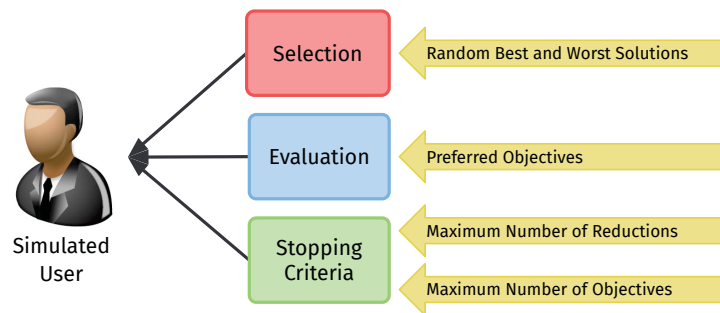 Selection
Random Best and Worst Solutions
Evaluation
Preferred Objectives
Simulated
User
Stopping
Criteria
Maximum Number of Reductions
Maximum Number of Objectives